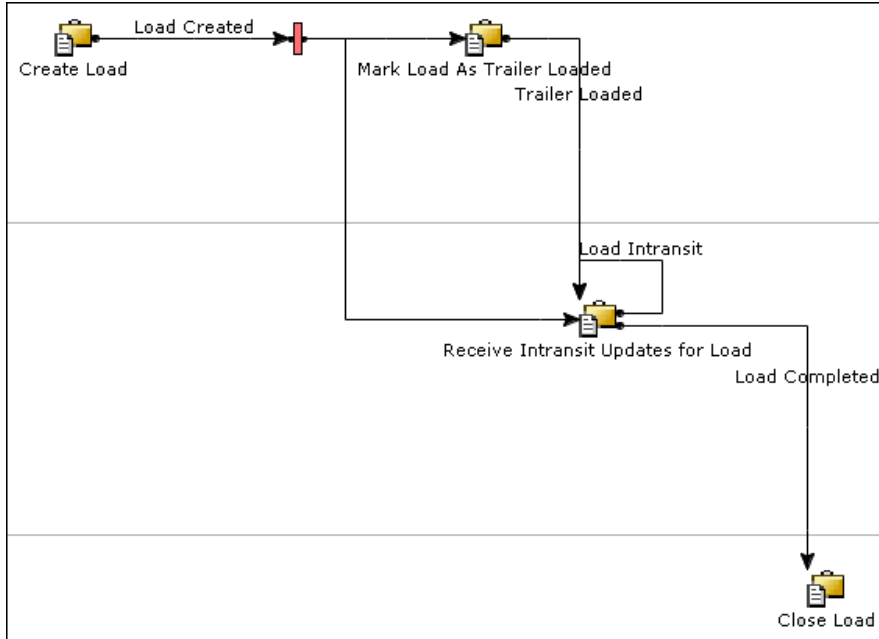 Load Created
Create Load
Mark Load As Trailer Loaded
Trailer Loaded
Load Intransit
Receive Intransit Updates for Load
Load Completed
Close Load